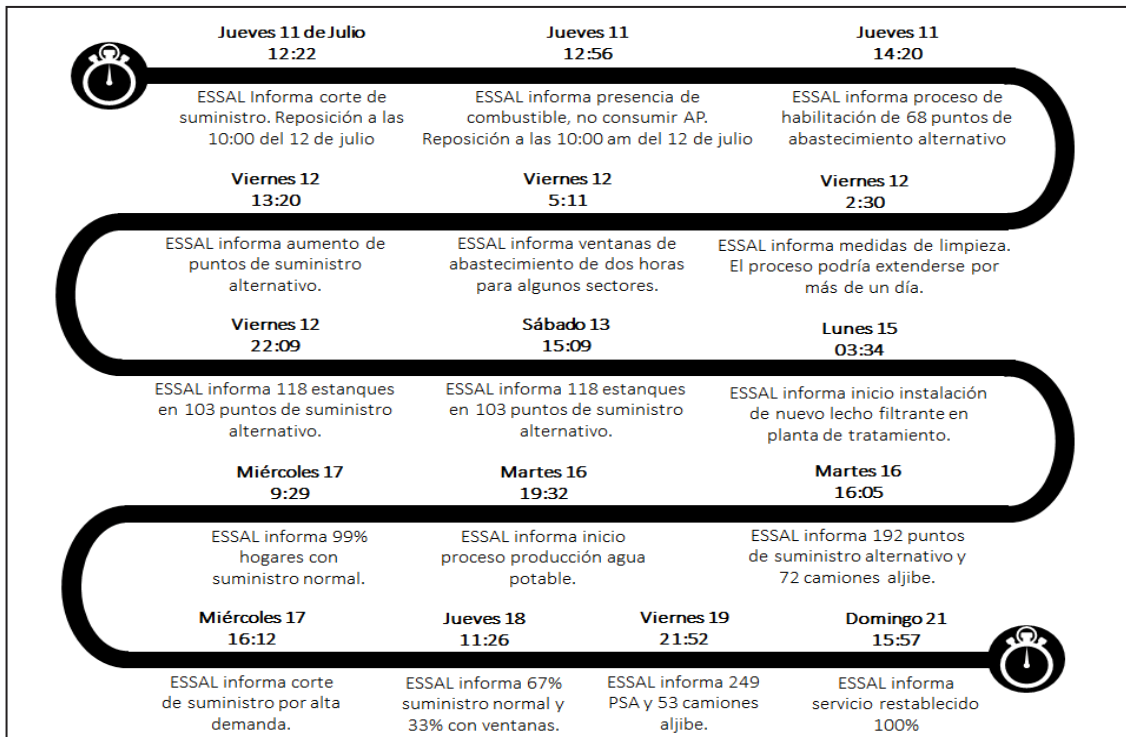 Jueves 11 de Julio
12:22
ESSAL Informa corte de
suministro. Reposición a las
10:00 del 12 de julio
Jueves 11
12:56
ESSAL informa presencia de
combustible, no consumir AP.
Reposición a las 10:00 am del 12 de julio
Jueves 11
14:20
ESSAL informa proceso de
habilitación de 68 puntos de
abastecimiento alternativo
Viernes 12
13:20
ESSAL informa aumento de
puntos de suministro
alternativo.
Viernes 12
5:11
ESSAL informa ventanas de
abastecimiento de dos horas
para algunos sectores.
Viernes 12
2:30
ESSAL informa medidas de limpieza.
El proceso podría extenderse por
más de un día.
Viernes 12
22:09
ESSAL informa 118 estanques
en 103 puntos de suministro
alternativo.
Sábado 13
15:09
ESSAL informa 118 estanques
en 103 puntos de suministro
alternativo.
Lunes 15
03:34
ESSAL informa inicio instalación
de nuevo lecho filtrante en
planta de tratamiento.
Miércoles 17
9:29
ESSAL informa 99%
hogares con
suministro normal.
Martes 16
19:32
ESSAL informa inicio
proceso producción agua
potable.
Martes 16
16:05
ESSAL informa 192 puntos
de suministro alternativo y
72 camiones aljibe.
Miércoles 17
16:12
ESSAL informa corte
de suministro por alta
demanda.
Jueves 18
11:26
ESSAL informa 67%
suministro normal y
33% con ventanas.
Viernes 19
21:52
ESSAL informa 249
PSA y 53 camiones
aljibe.
Domingo 21
15:57
ESSAL informa
servicio restablecido
100%